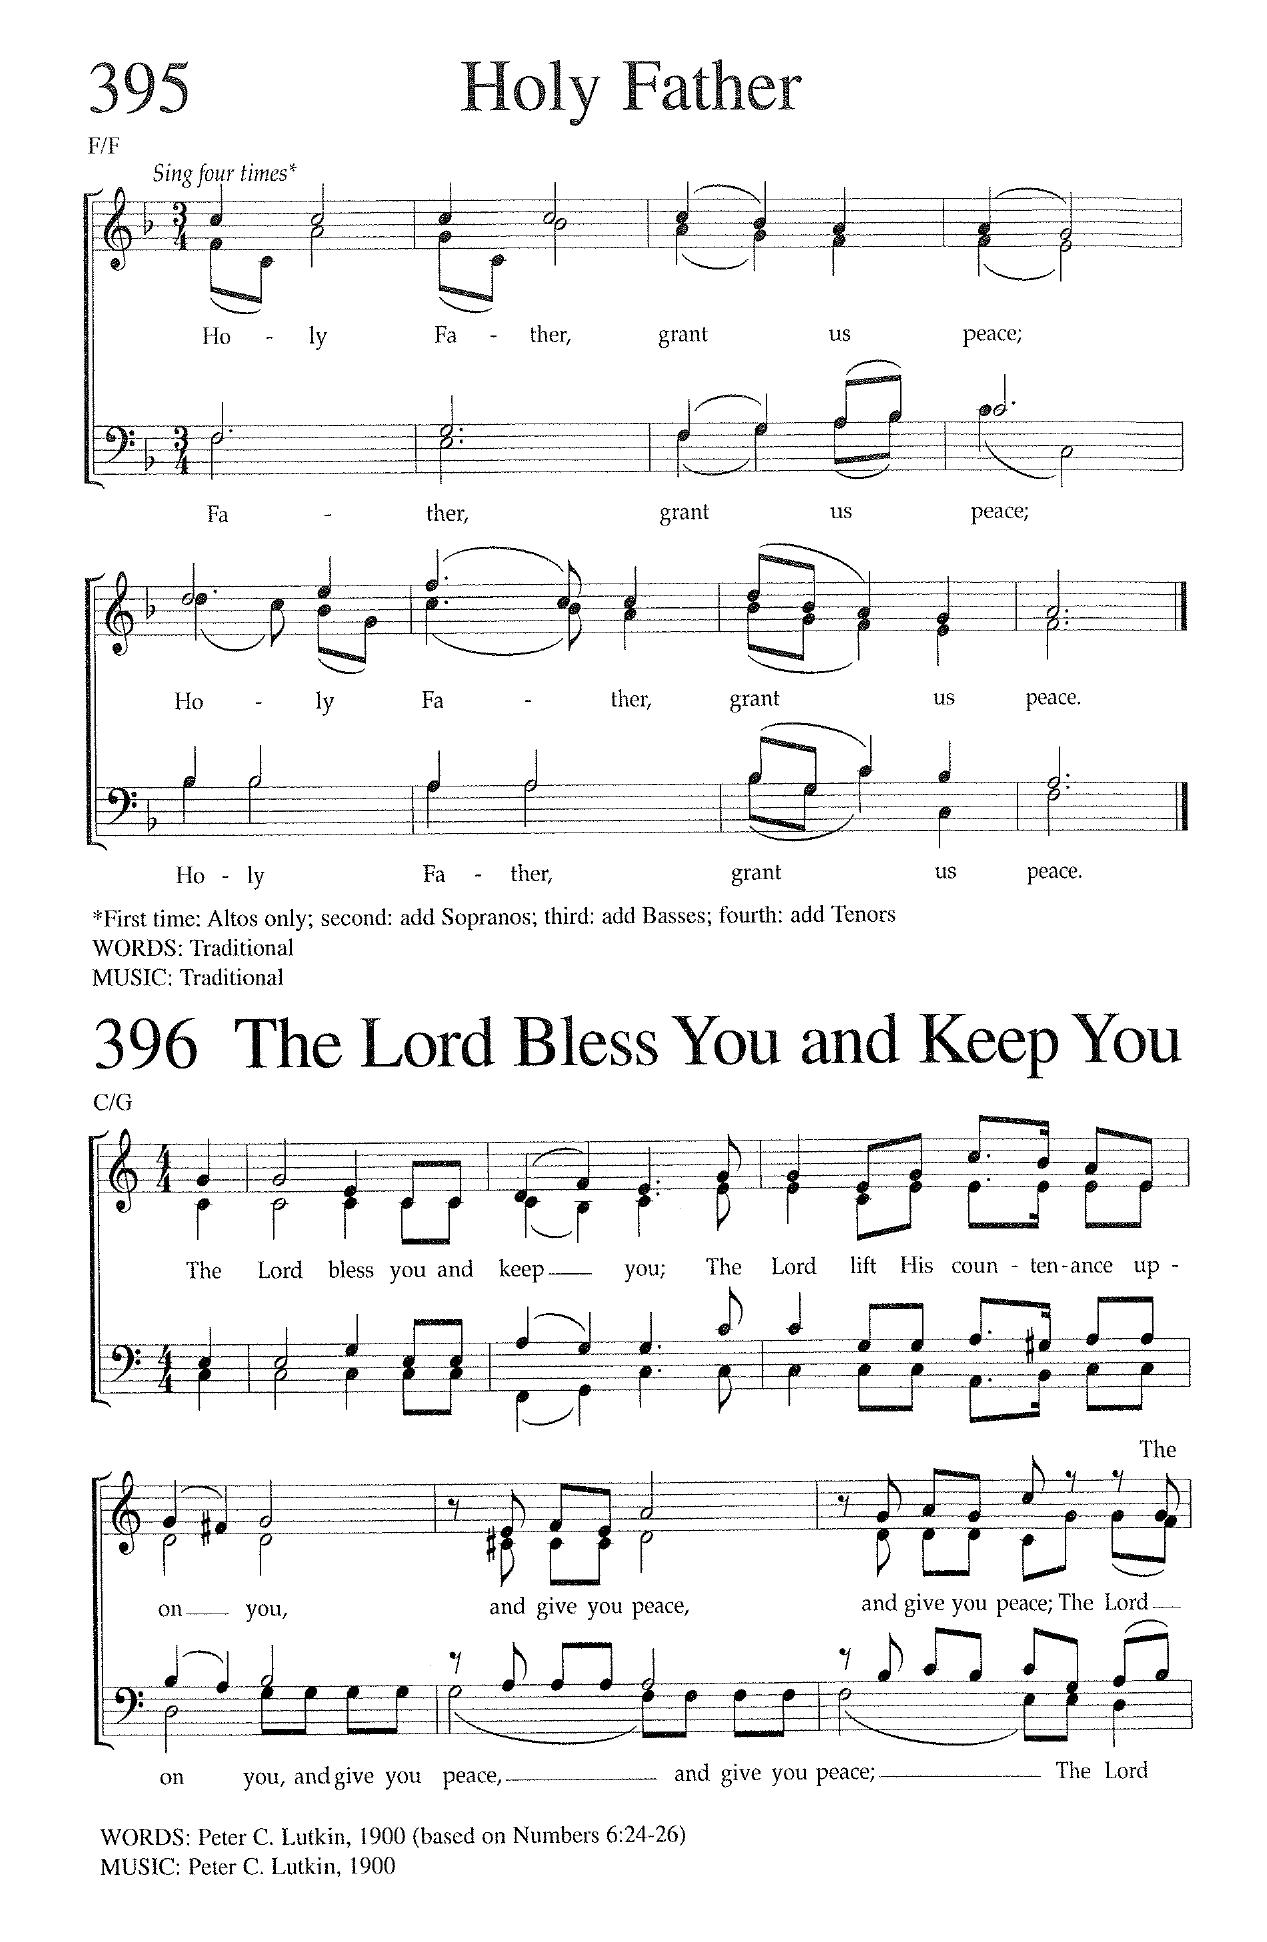 395 Holy Father
F/F
Sing four times*
Ho - ly Fa - ther, grant us peace;
Fa - ther, grant us peace;
Ho - ly Fa - ther, grant us peace.
Ho - ly Fa - ther, grant us peace.
*First time: Altos only; second: add Sopranos; third: add Basses; fourth: add Tenors
WORDS: Traditional
MUSIC: Traditional
396 The Lord Bless You and Keep You
C/G
The Lord bless you and keep you; The Lord lift His coun - ten-ance up -
The
on you, and give you peace, and give you peace; The Lord
on you, and give you peace, and give you peace; The Lord
WORDS: Peter C. Lutkin, 1900 (based on Numbers 6:24-26)
MUSIC: Peter C. Lutkin, 1900